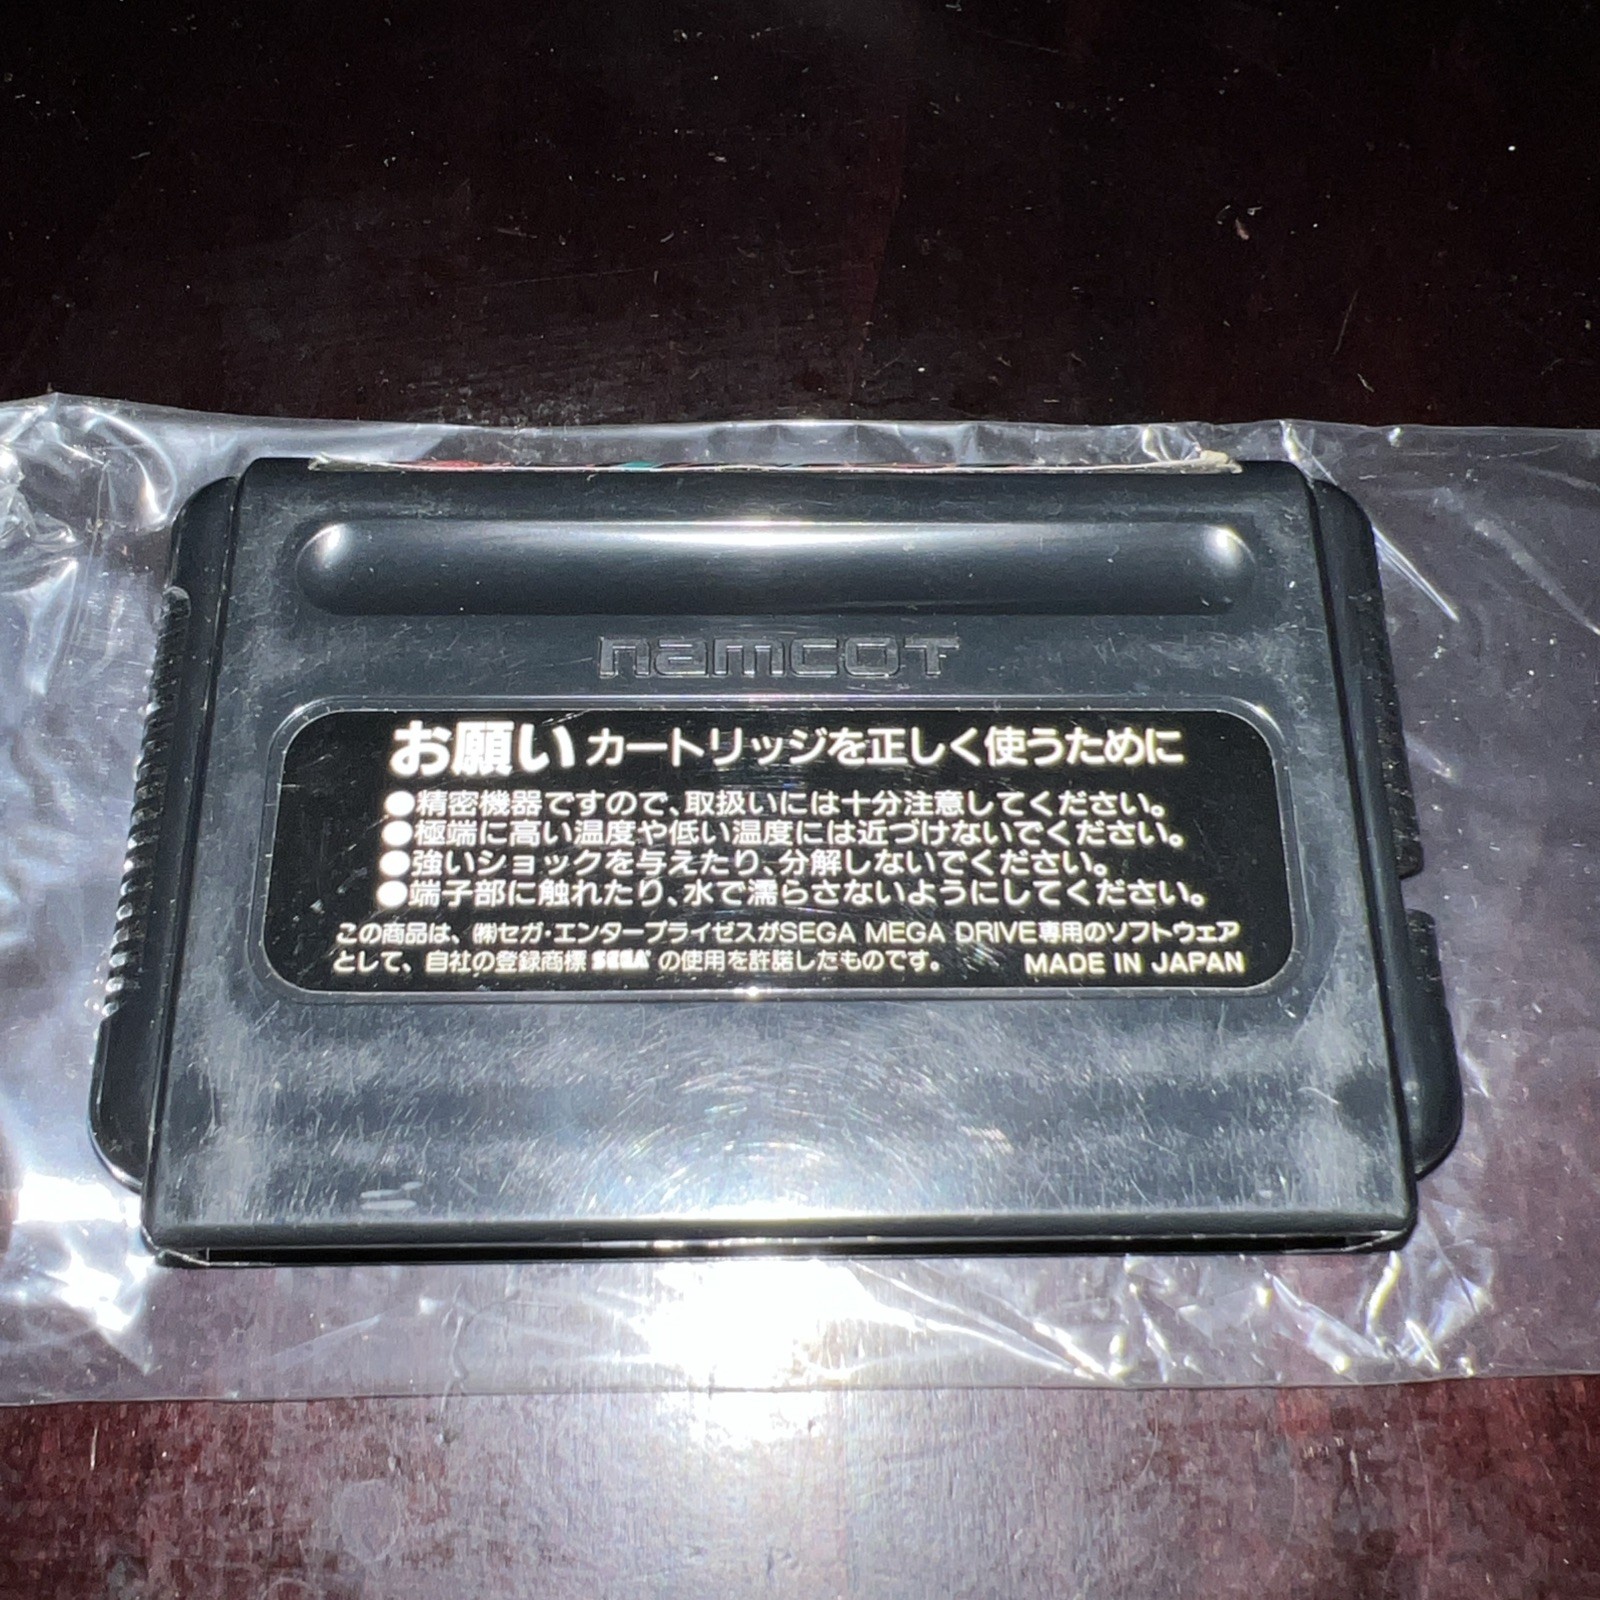 namcot
お願い カートリッジを正しく使うために
●精密機器ですので、取扱いには十分注意してください。
●極端に高い温度や低い温度には近づけないでください。
●強いショックを与えたり、分解しないでください。
●端子部に触れたり、水で濡らさないようにしてください。
この商品は、㈱セガ・エンタープライゼスがSEGA MEGA DRIVE専用のソフトウェア
として、自社の登録商標 SEGA の使用を許諾したものです。 MADE IN JAPAN